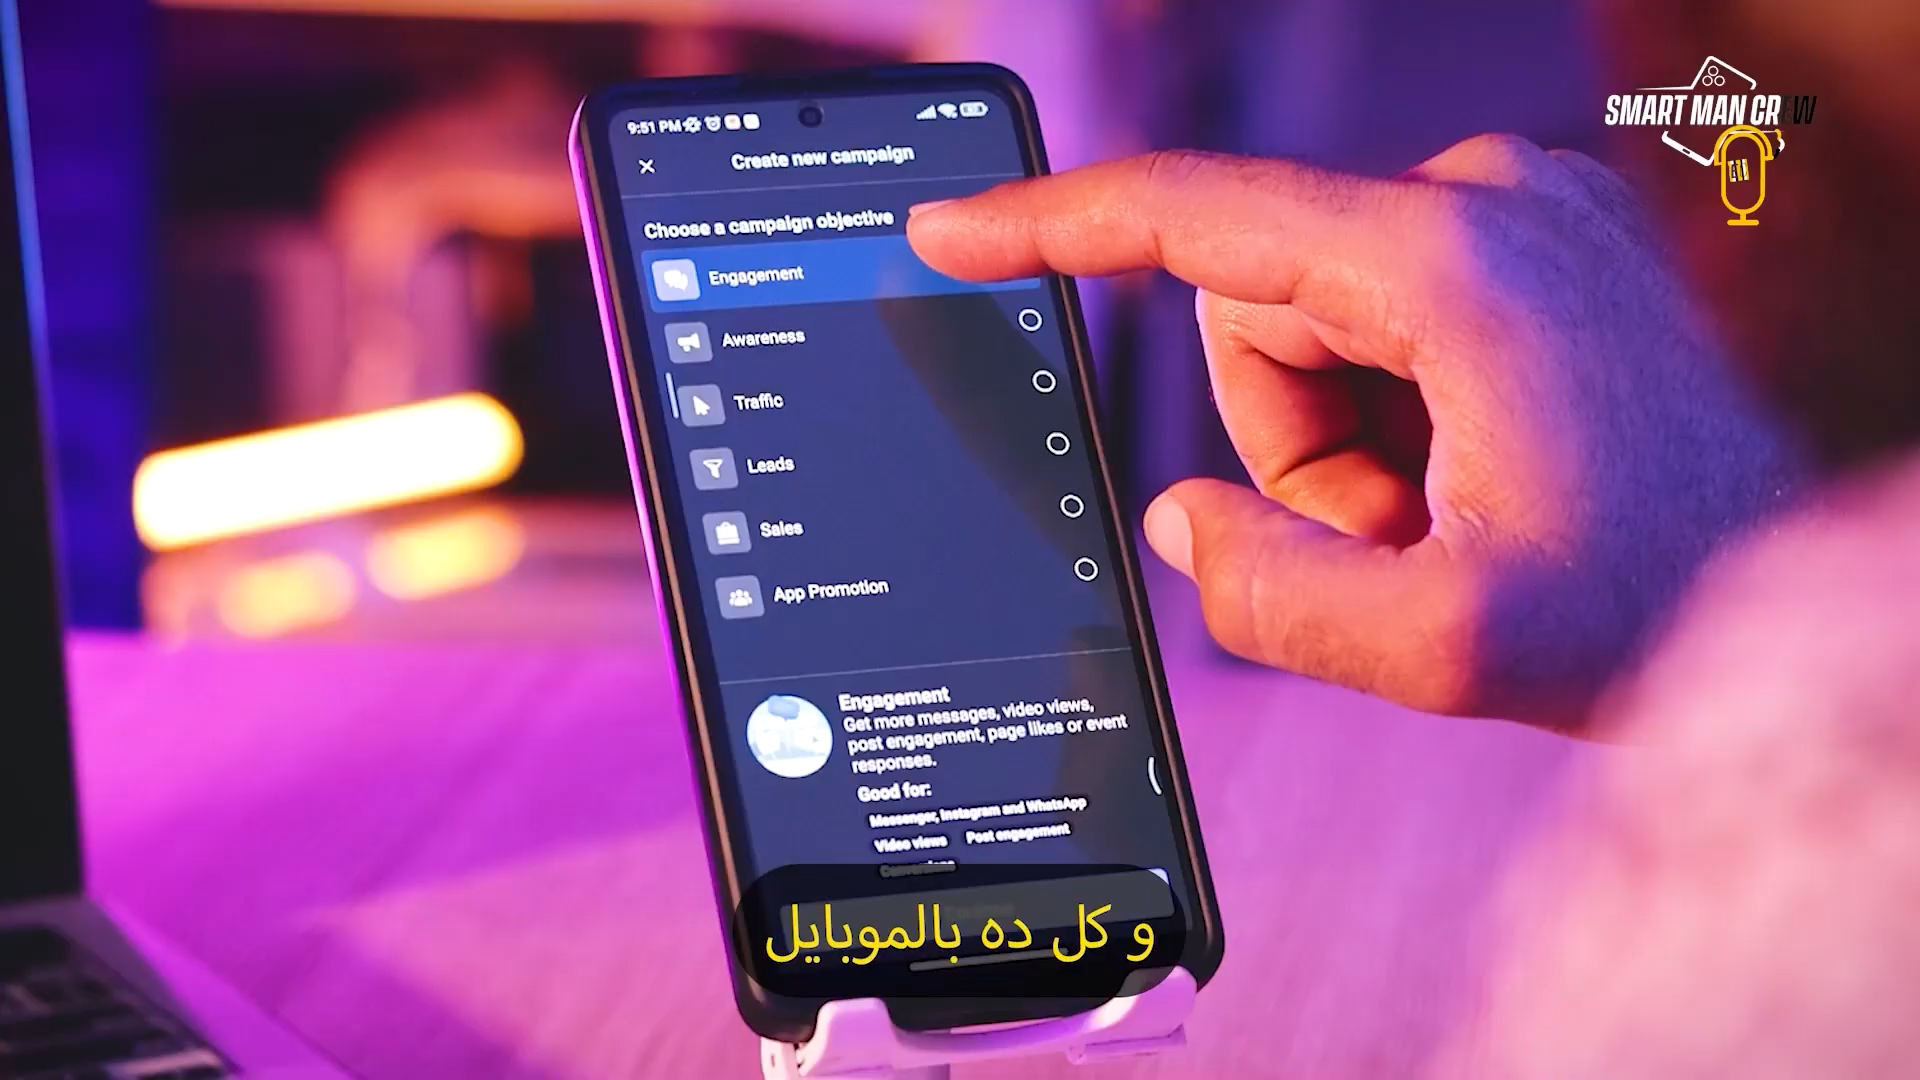 SMART MAN CREW
9:51 PM
Create new campaign
Choose a campaign objective
Engagement
Awareness
Traffic
Leads
Sales
App Promotion
Engagement
Get more messages, video views,
post engagement, page likes or event
responses.
Good for:
Messenger, Instagram and WhatsApp
Video views Post engagement
Conversions
و كل ده بالموبايل